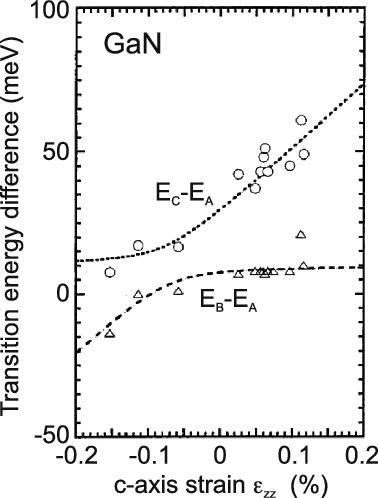 GaN
Transition energy difference (meV)
100
50
0
-50
E_C-E_A
E_B-E_A
-0.2 -0.1 0 0.1 0.2
c-axis strain ε_zz (%)